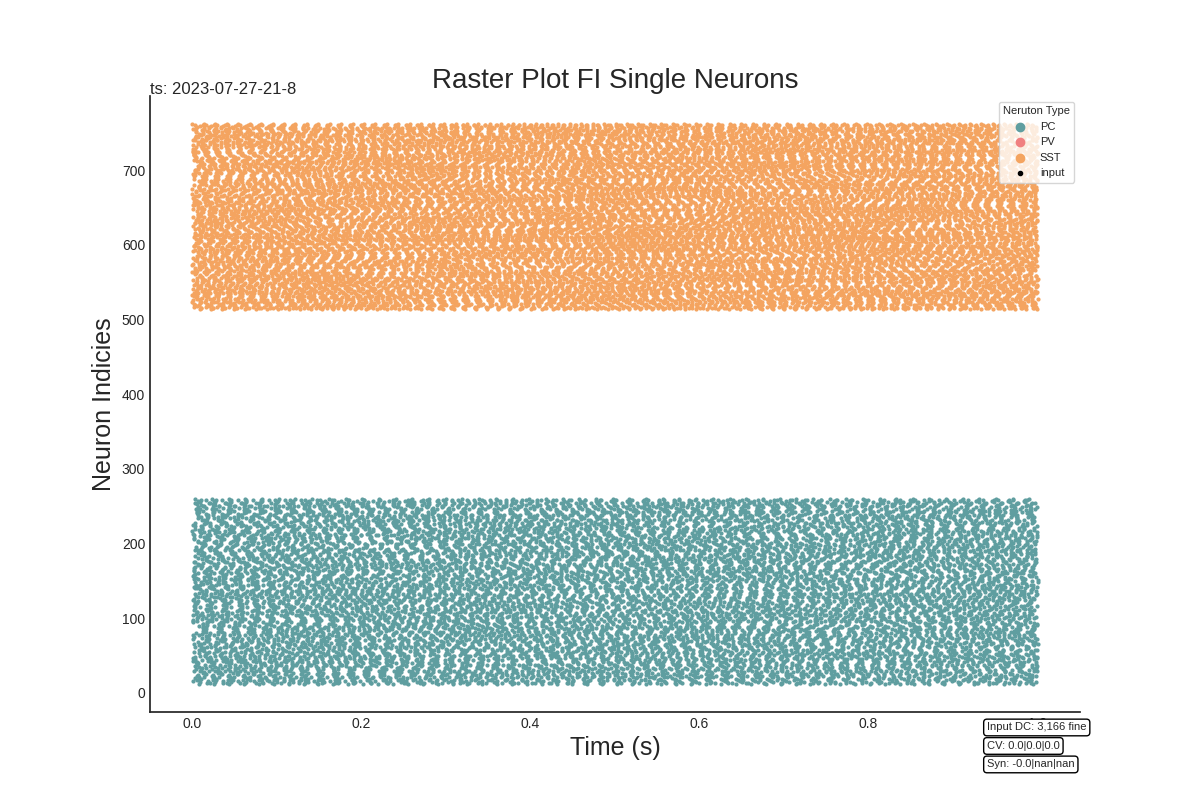 Raster Plot FI Single Neurons
ts: 2023-07-27-21-8
Neruton Type
PC
PV
SST
input
700
600
500
400
300
200
100
0
Neuron Indicies
0.0 0.2 0.4 0.6 0.8
Time (s)
Input DC: 3,166 fine
CV: 0.0|0.0|0.0
Syn: -0.0|nan|nan